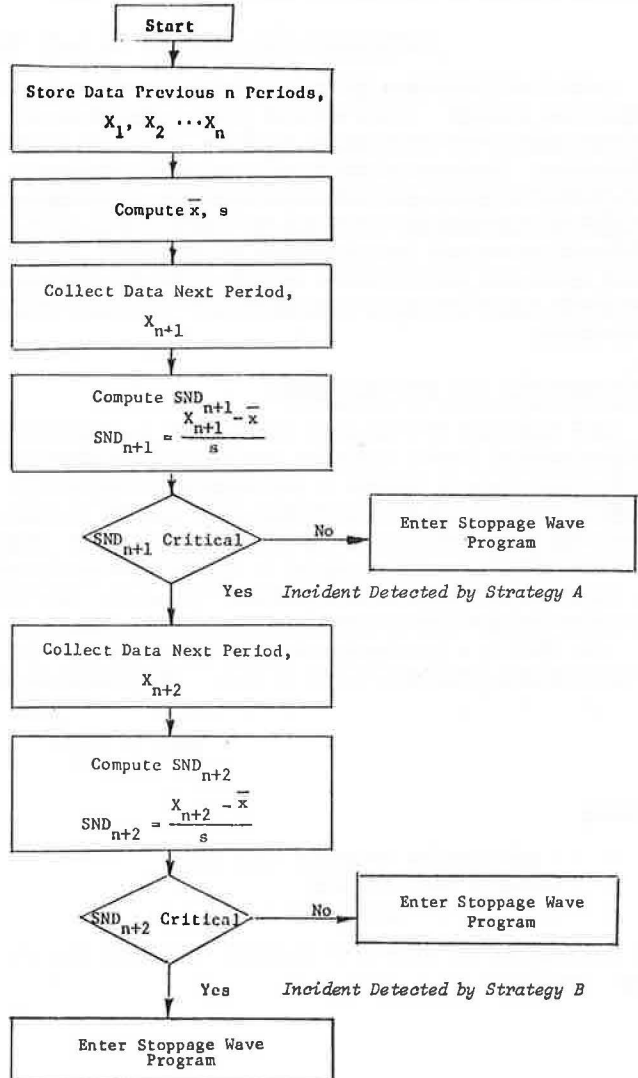 Start
Store Data Previous n Periods,
X1, X2 ···Xn
Compute x̄, s
Collect Data Next Period,
Xn+1
Compute SNDn+1
SNDn+1 = Xn+1 - x̄
s
SNDn+1 Critical
No
Enter Stoppage Wave
Program
Yes Incident Detected by Strategy A
Collect Data Next Period,
Xn+2
Compute SNDn+2
SNDn+2 = Xn+2 - x̄
s
SNDn+2 Critical
No
Enter Stoppage Wave
Program
Yes Incident Detected by Strategy B
Enter Stoppage Wave
Program